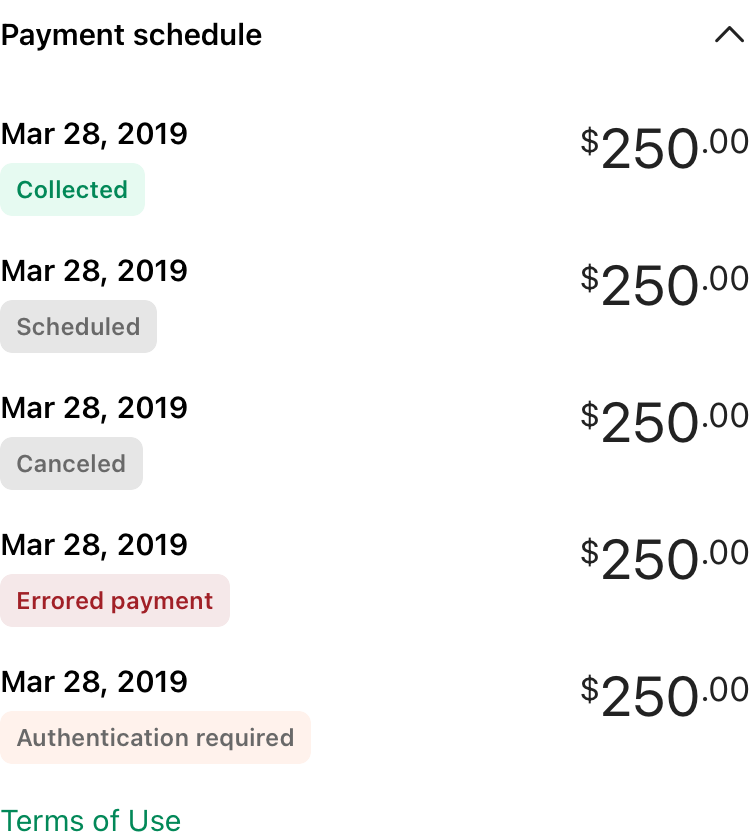 Payment schedule
Mar 28, 2019
$250.00
Collected
Mar 28, 2019
$250.00
Scheduled
Mar 28, 2019
$250.00
Canceled
Mar 28, 2019
$250.00
Errored payment
Mar 28, 2019
$250.00
Authentication required
Terms of Use